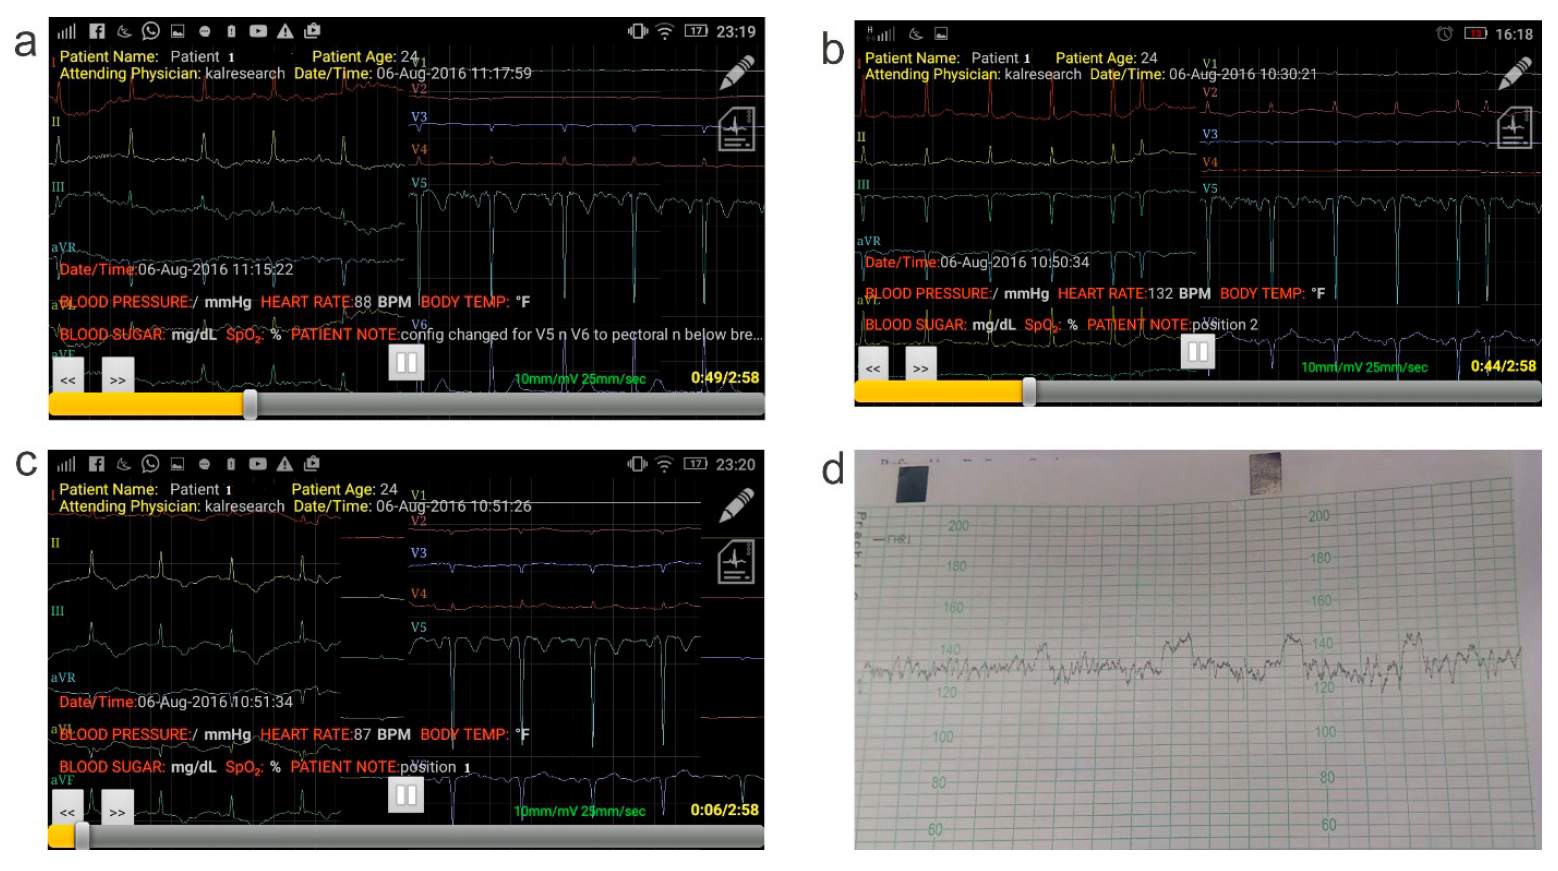 a
23:19
17
Patient Name: Patient 1 Patient Age: 24
Attending Physician: kalresearch Date/Time: 06-Aug-2016 11:17:59
I
V1
V2
II
V3
V4
III
V5
aVR
Date/Time:06-Aug-2016 11:15:22
BLOOD PRESSURE:/ mmHg HEART RATE:88 BPM BODY TEMP: °F
aVL
V6
BLOOD SUGAR: mg/dL SpO2: % PATIENT NOTE:config changed for V5 n V6 to pectoral n below bre...
aVF
<< >>
10mm/mV 25mm/sec 0:49/2:58
b
H
13
16:18
Patient Name: Patient 1 Patient Age: 24
Attending Physician: kalresearch Date/Time: 06-Aug-2016 10:30:21
I
V1
V2
II
V3
V4
III
V5
aVR
Date/Time:06-Aug-2016 10:50:34
BLOOD PRESSURE:/ mmHg HEART RATE:132 BPM BODY TEMP: °F
aVL
V6
BLOOD SUGAR: mg/dL SpO2: % PATIENT NOTE:position 2
<< >>
10mm/mV 25mm/sec 0:44/2:58
c
17
23:20
Patient Name: Patient 1 Patient Age: 24
Attending Physician: kalresearch Date/Time: 06-Aug-2016 10:51:26
I
V1
V2
II
V3
V4
III
V5
aVR
Date/Time:06-Aug-2016 10:51:34
BLOOD PRESSURE:/ mmHg HEART RATE:87 BPM BODY TEMP: °F
aVL
V6
BLOOD SUGAR: mg/dL SpO2: % PATIENT NOTE:position 1
aVF
<< >>
10mm/mV 25mm/sec 0:06/2:58
d
200 200
FHR1
180 180
160 160
140 140
120 120
100 100
80 80
60 60